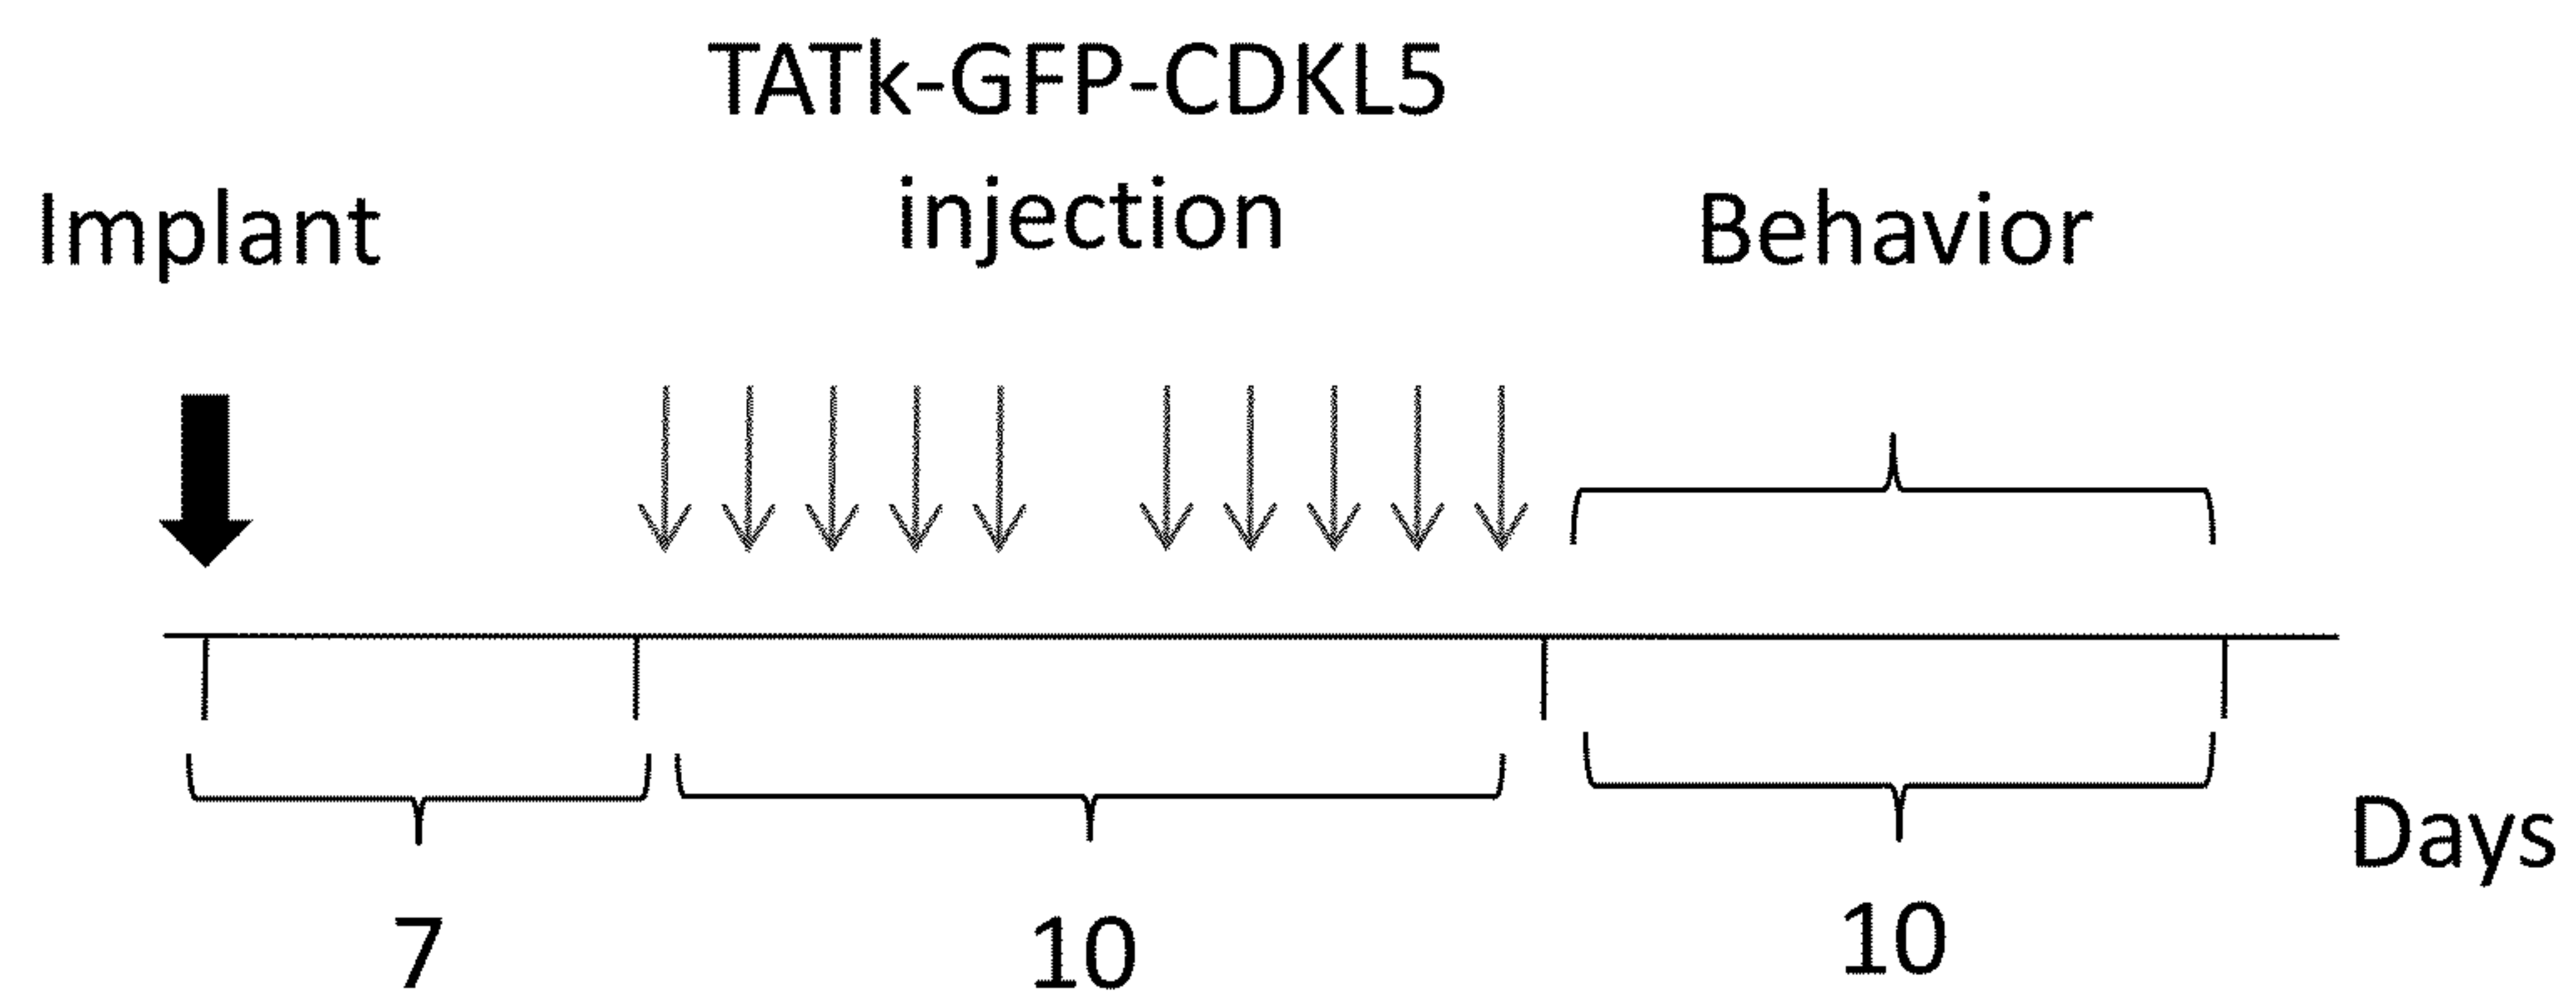 TATk-GFP-CDKL5
injection
Implant
Behavior
Days
7
10
10